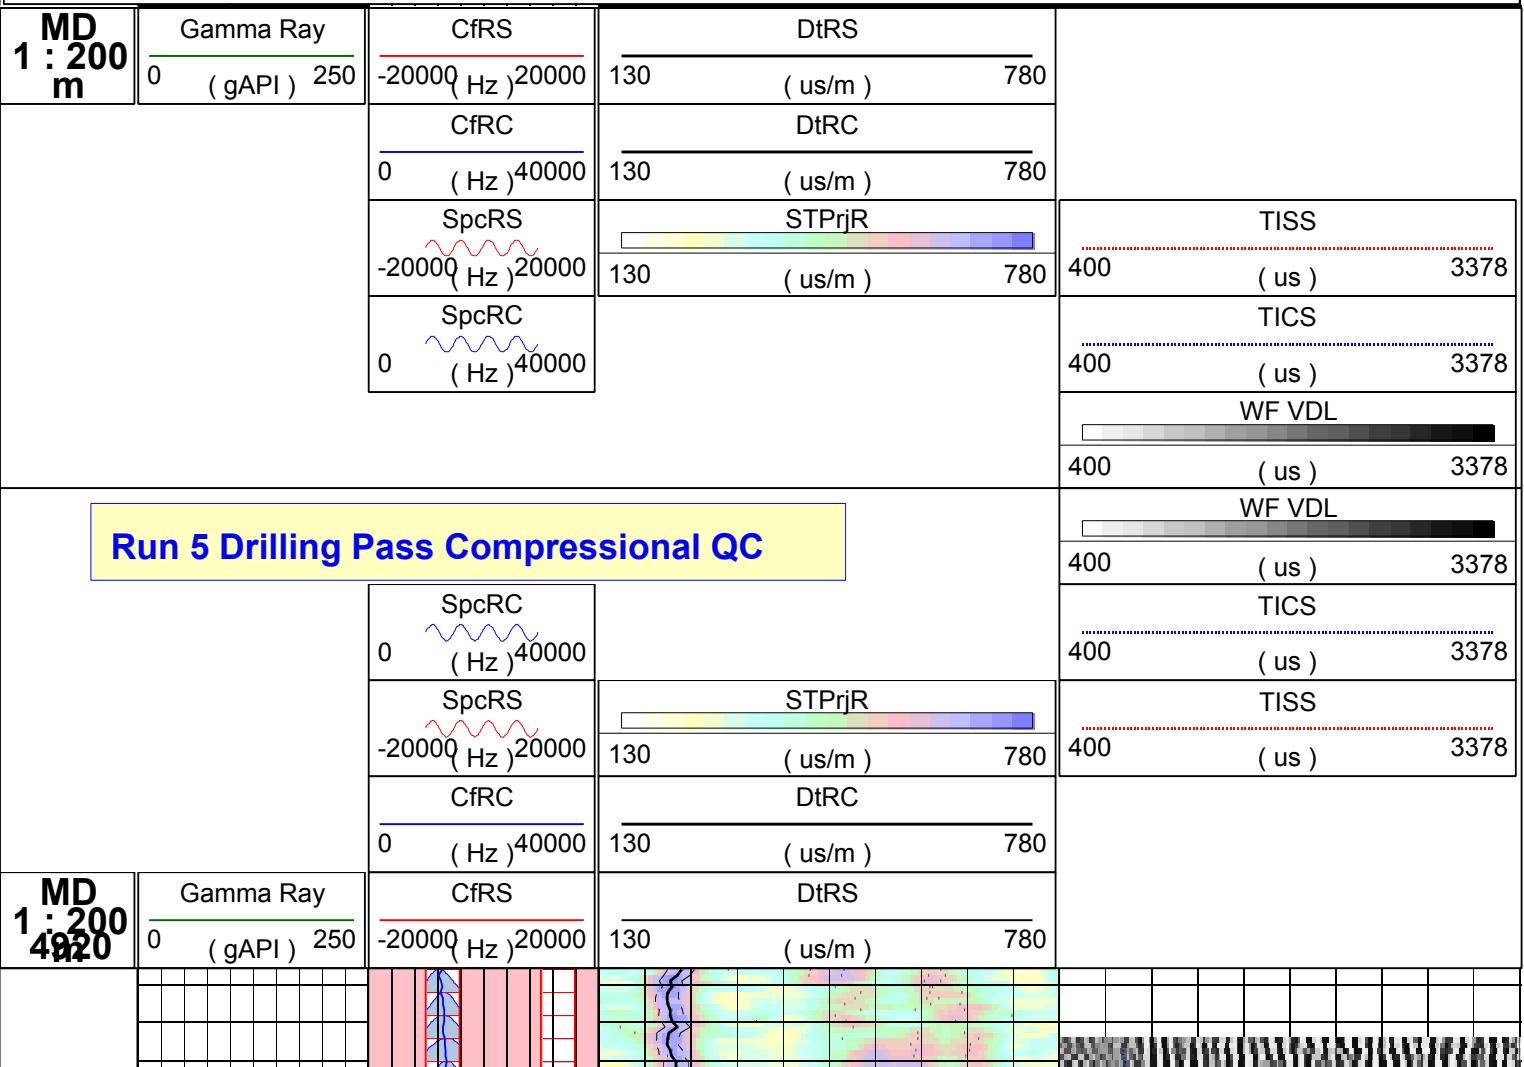 MD
1 : 200
m
Gamma Ray
0 ( gAPI ) 250
CfRS
-20000 ( Hz ) 20000
DtRS
130 ( us/m ) 780
CfRC
0 ( Hz ) 40000
DtRC
130 ( us/m ) 780
SpcRS
-20000 ( Hz ) 20000
STPrjR
130 ( us/m ) 780
TISS
400 ( us ) 3378
SpcRC
0 ( Hz ) 40000
TICS
400 ( us ) 3378
WF VDL
400 ( us ) 3378
WF VDL
400 ( us ) 3378
Run 5 Drilling Pass Compressional QC
SpcRC
0 ( Hz ) 40000
TICS
400 ( us ) 3378
SpcRS
-20000 ( Hz ) 20000
STPrjR
130 ( us/m ) 780
TISS
400 ( us ) 3378
CfRC
0 ( Hz ) 40000
DtRC
130 ( us/m ) 780
MD
1 : 200
m
4920
Gamma Ray
0 ( gAPI ) 250
CfRS
-20000 ( Hz ) 20000
DtRS
130 ( us/m ) 780